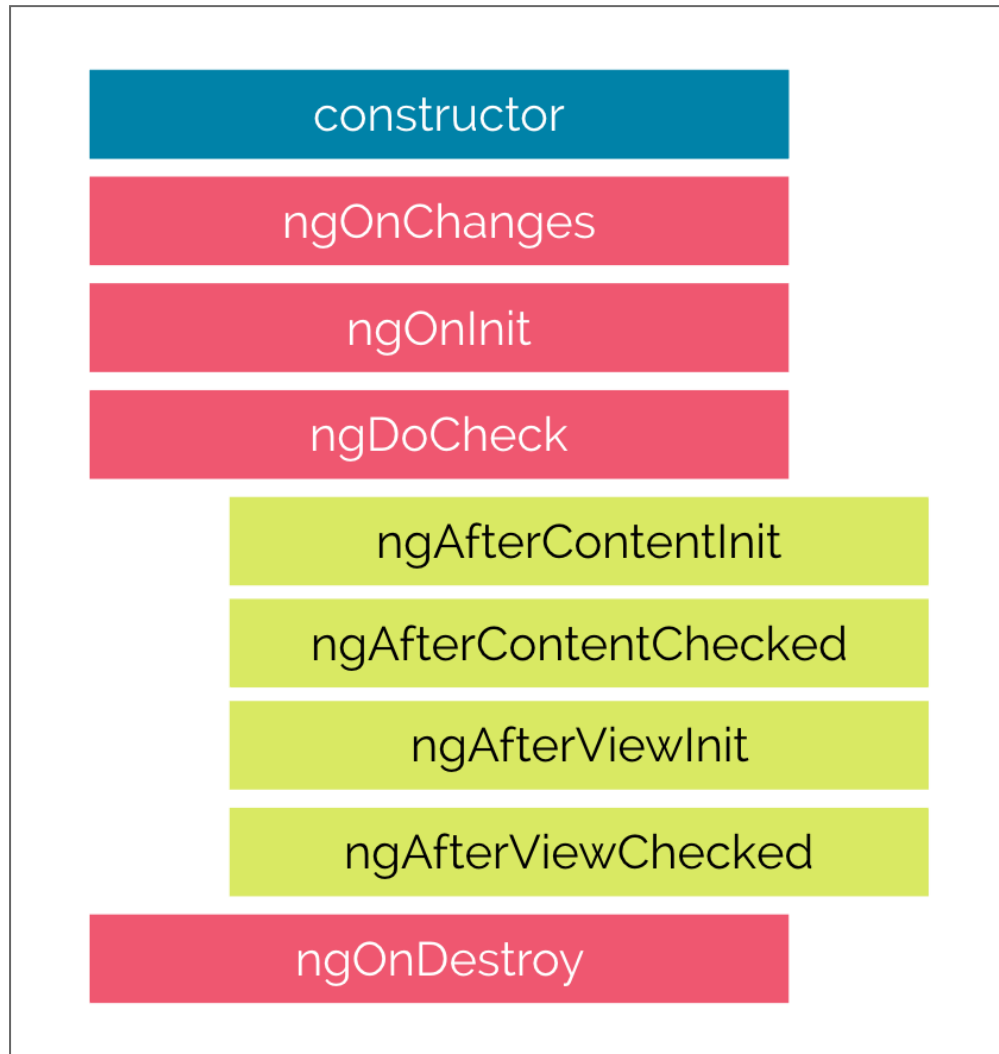 constructor
ngOnChanges
ngOnInit
ngDoCheck
ngAfterContentInit
ngAfterContentChecked
ngAfterViewInit
ngAfterViewChecked
ngOnDestroy